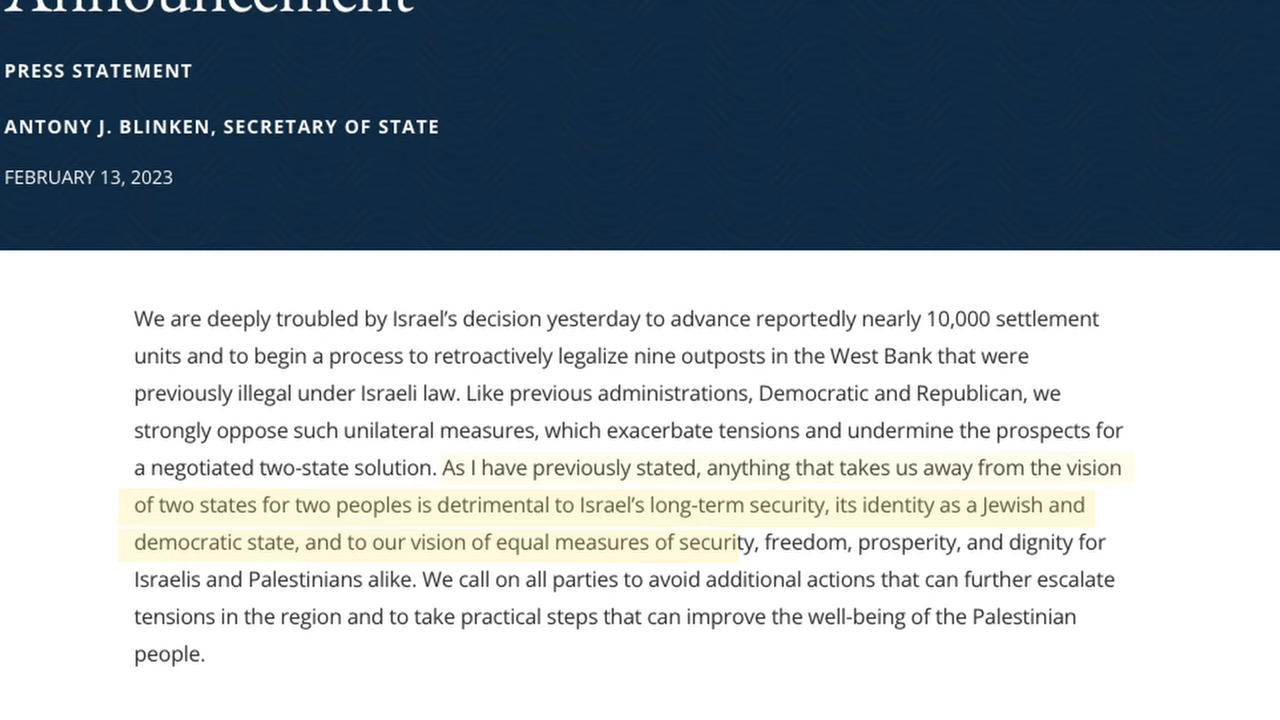 Announcement
PRESS STATEMENT
ANTONY J. BLINKEN, SECRETARY OF STATE
FEBRUARY 13, 2023
We are deeply troubled by Israel’s decision yesterday to advance reportedly nearly 10,000 settlement
units and to begin a process to retroactively legalize nine outposts in the West Bank that were
previously illegal under Israeli law. Like previous administrations, Democratic and Republican, we
strongly oppose such unilateral measures, which exacerbate tensions and undermine the prospects for
a negotiated two-state solution. As I have previously stated, anything that takes us away from the vision
of two states for two peoples is detrimental to Israel’s long-term security, its identity as a Jewish and
democratic state, and to our vision of equal measures of security, freedom, prosperity, and dignity for
Israelis and Palestinians alike. We call on all parties to avoid additional actions that can further escalate
tensions in the region and to take practical steps that can improve the well-being of the Palestinian
people.